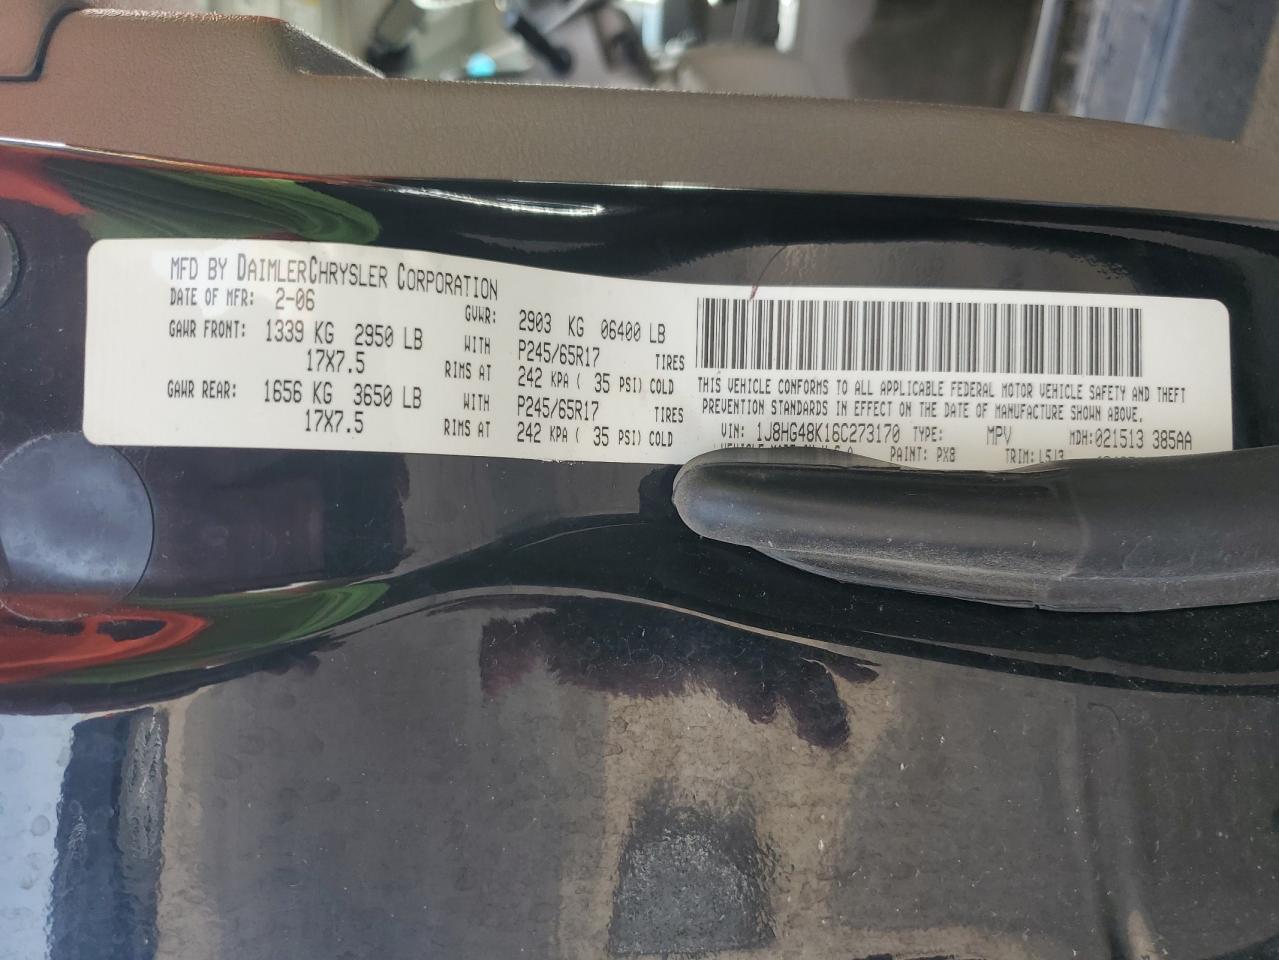 MFD BY DAIMLERCHRYSLER CORPORATION
DATE OF MFR: 2-06 GVWR: 2903 KG 06400 LB
GAWR FRONT: 1339 KG 2950 LB WITH P245/65R17 TIRES
17X7.5 RIMS AT 242 KPA ( 35 PSI) COLD
GAWR REAR: 1656 KG 3650 LB WITH P245/65R17 TIRES
17X7.5 RIMS AT 242 KPA ( 35 PSI) COLD
THIS VEHICLE CONFORMS TO ALL APPLICABLE FEDERAL MOTOR VEHICLE SAFETY AND THEFT
PREVENTION STANDARDS IN EFFECT ON THE DATE OF MANUFACTURE SHOWN ABOVE.
VIN: 1J8HG48K16C273170 TYPE: MPV MDH:021513 385AA
VEHICLE MADE IN PAINT: PX8 TRIM: L5J3